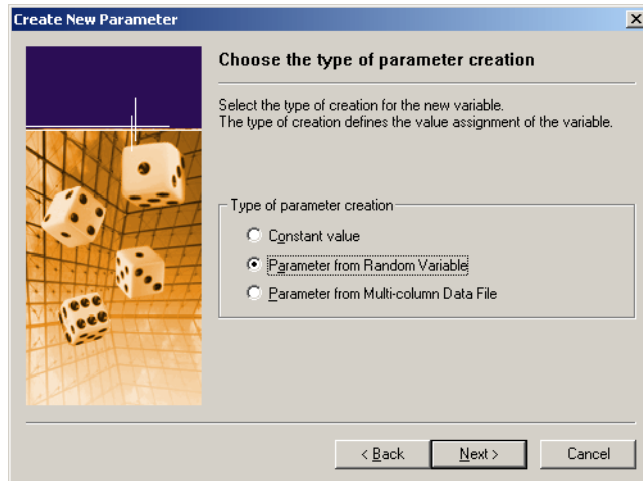 Create New Parameter
Choose the type of parameter creation
Select the type of creation for the new variable.
The type of creation defines the value assignment of the variable.
Type of parameter creation
Constant value
Parameter from Random Variable
Parameter from Multi-column Data File
< Back
Next >
Cancel